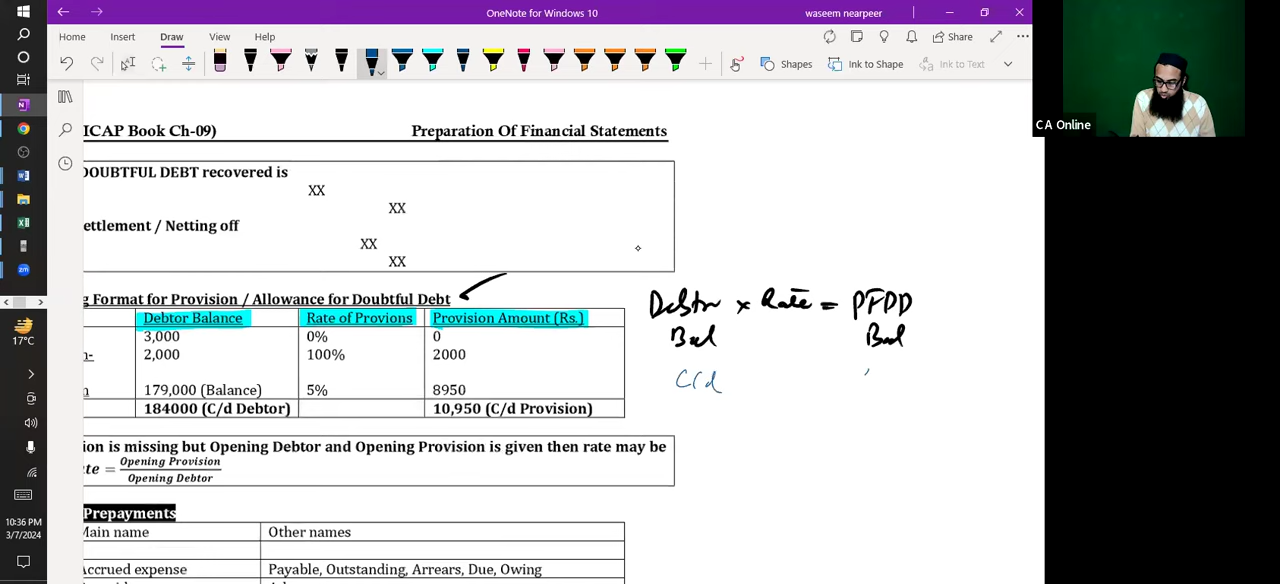 OneNote for Windows 10
waseem nearpeer
Home Insert Draw View Help
Share
Shapes Ink to Shape Ink to Text
C A Online
ICAP Book Ch-09) Preparation Of Financial Statements
DOUBTFUL DEBT recovered is
XX
XX
ettlement / Netting off
XX
XX
g Format for Provision / Allowance for Doubtful Debt
Debtor Balance Rate of Provions Provision Amount (Rs.)
3,000 0% 0
n- 2,000 100% 2000
n 179,000 (Balance) 5% 8950
184000 (C/d Debtor) 10,950 (C/d Provision)
Debtor × Rate = PFDD
Bal Bal
C/d
ion is missing but Opening Debtor and Opening Provision is given then rate may be
te = Opening Provision
Opening Debtor
Prepayments
Main name Other names
Accrued expense Payable, Outstanding, Arrears, Due, Owing
17°C
10:36 PM
3/7/2024